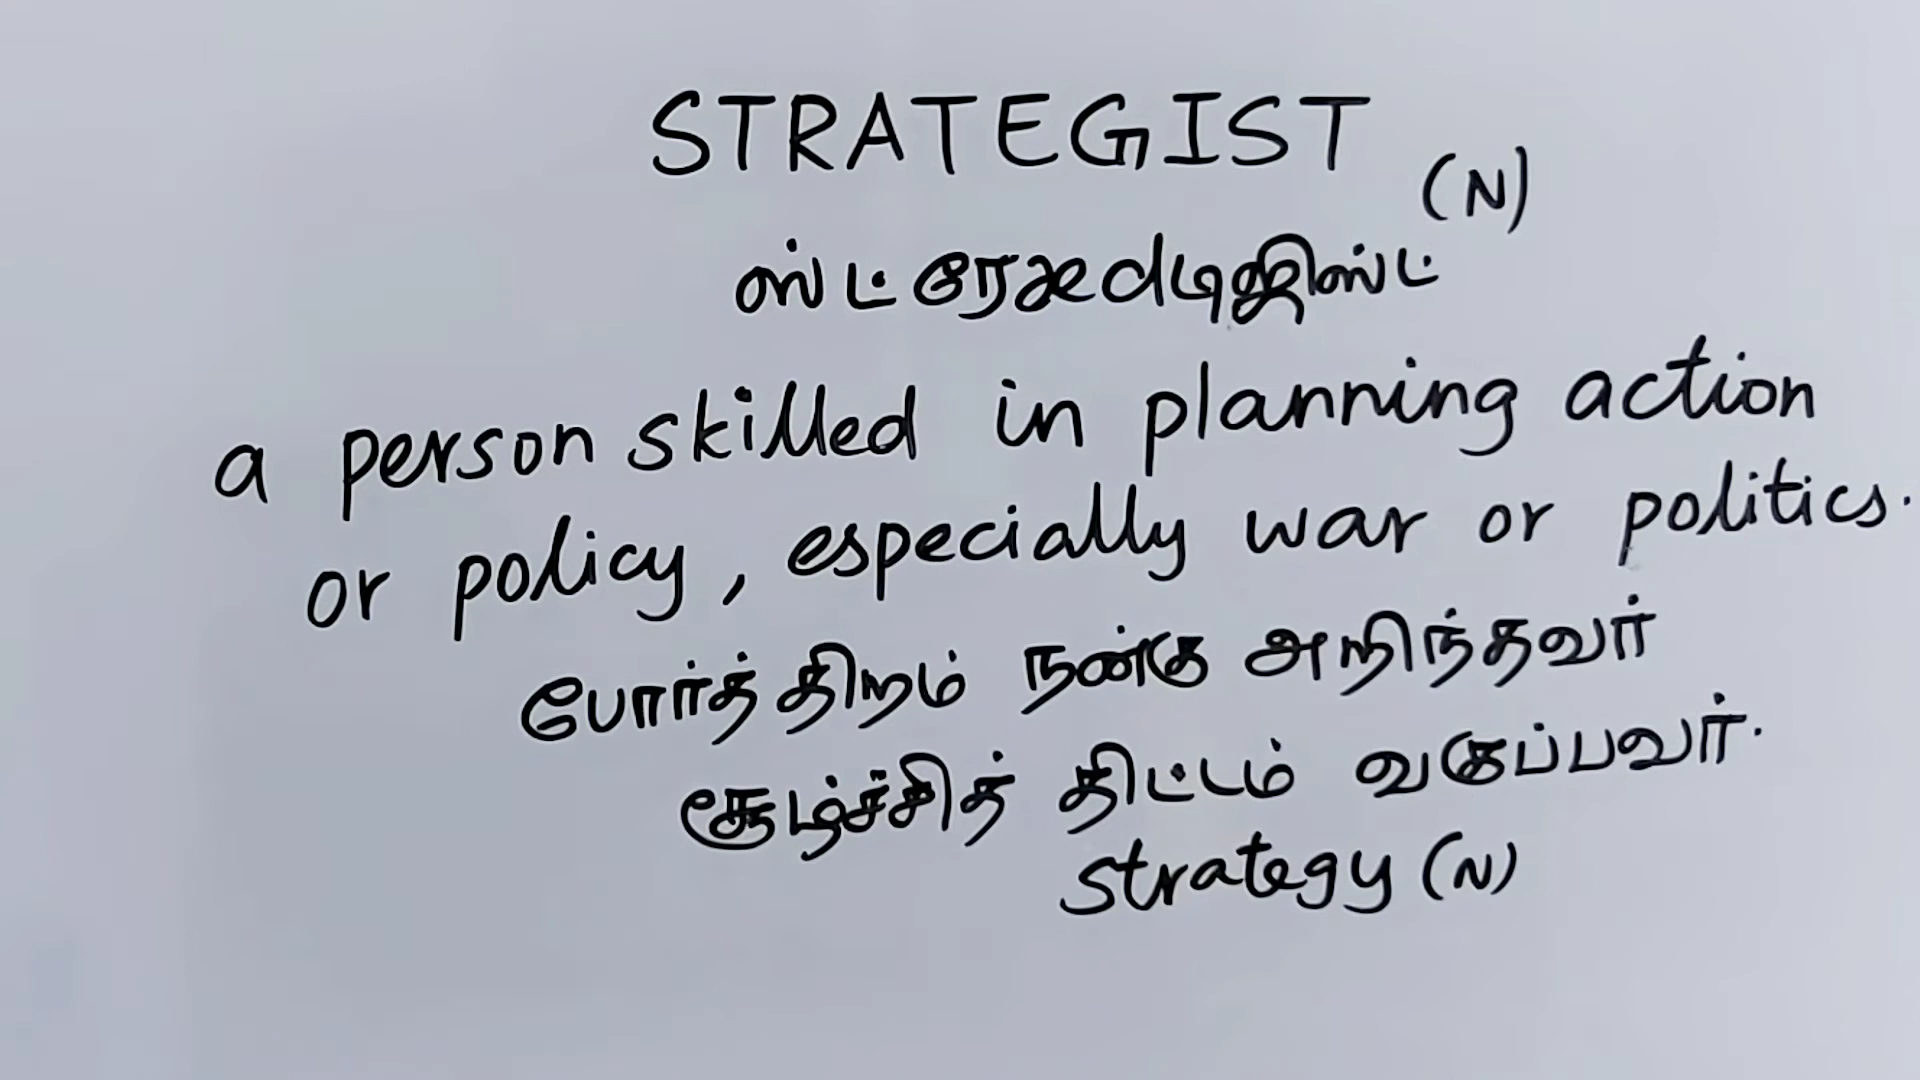 STRATEGIST
(N)
ஸ்ட்ரேæடிஜிஸ்ட்
a person skilled in planning action
or policy, especially war or politics.
போர்த் திறம் நன்கு அறிந்தவர்
சூழ்ச்சித் திட்டம் வகுப்பவர்.
strategy (N)